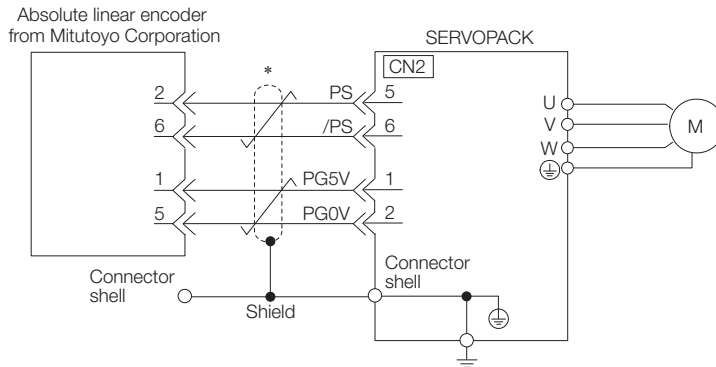 Absolute linear encoder
from Mitutoyo Corporation
SERVOPACK
CN2
*
2 PS 5
6 /PS 6
1 PG5V 1
5 PG0V 2
U
V
W
M
Connector
shell
Shield
Connector
shell